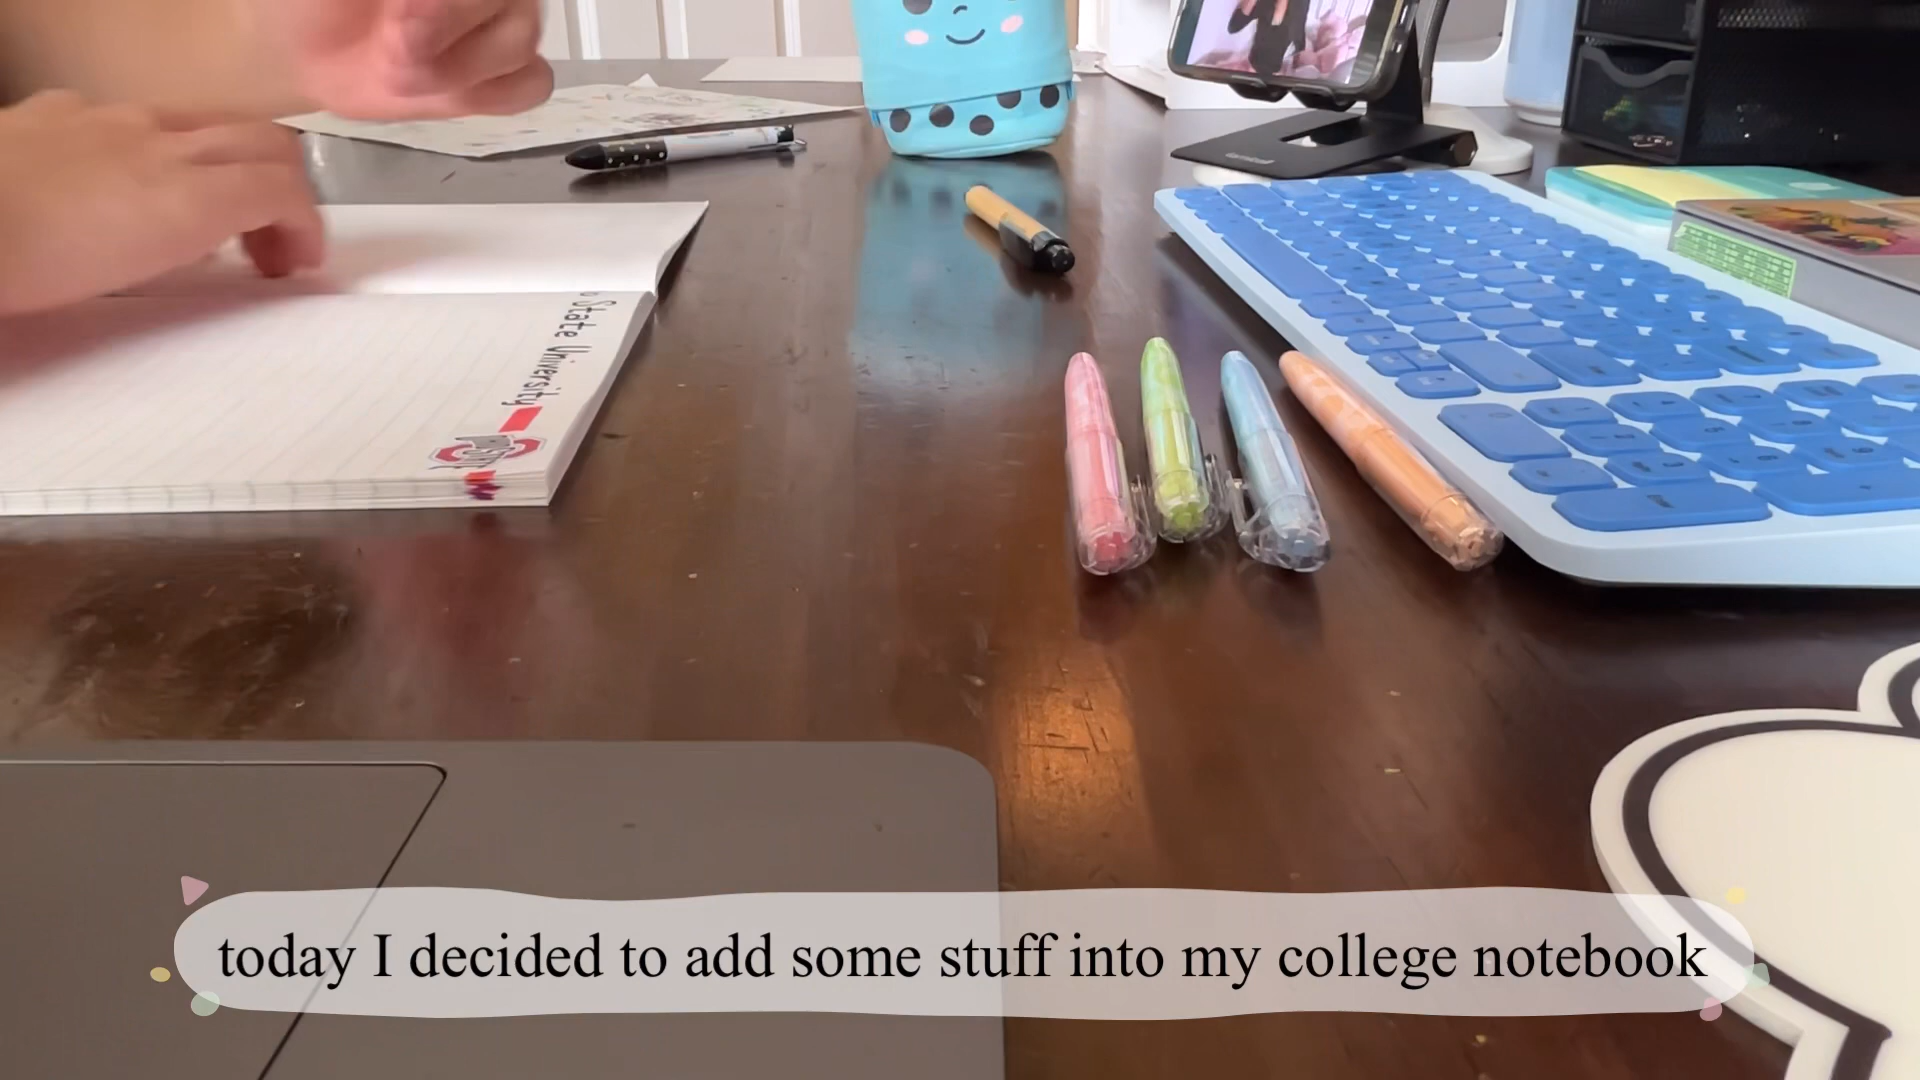 State University
today I decided to add some stuff into my college notebook